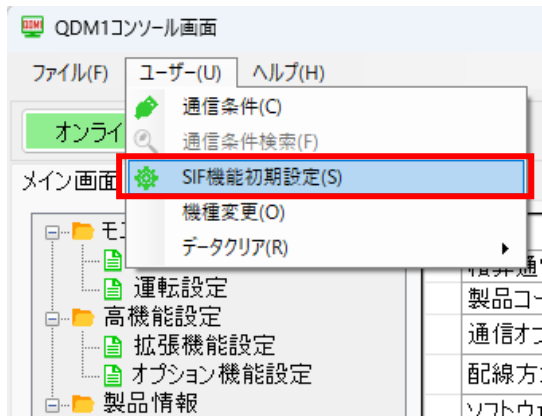 QDM1コンソール画面
ファイル(F) ユーザー(U) ヘルプ(H)
通信条件(C)
オンライ
通信条件検索(F)
メイン画面
SIF機能初期設定(S)
機種変更(O)
データクリア(R)
運転設定
製品コー
高機能設定
拡張機能設定
通信オプ
オプション機能設定
配線方
製品情報
ソフトウェ